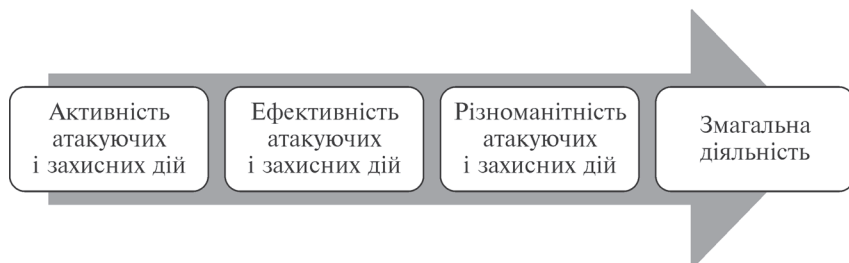 Активність
атакуючих
і захисних дій
Ефективність
атакуючих
і захисних дій
Різноманітність
атакуючих
і захисних дій
Змагальна
діяльність